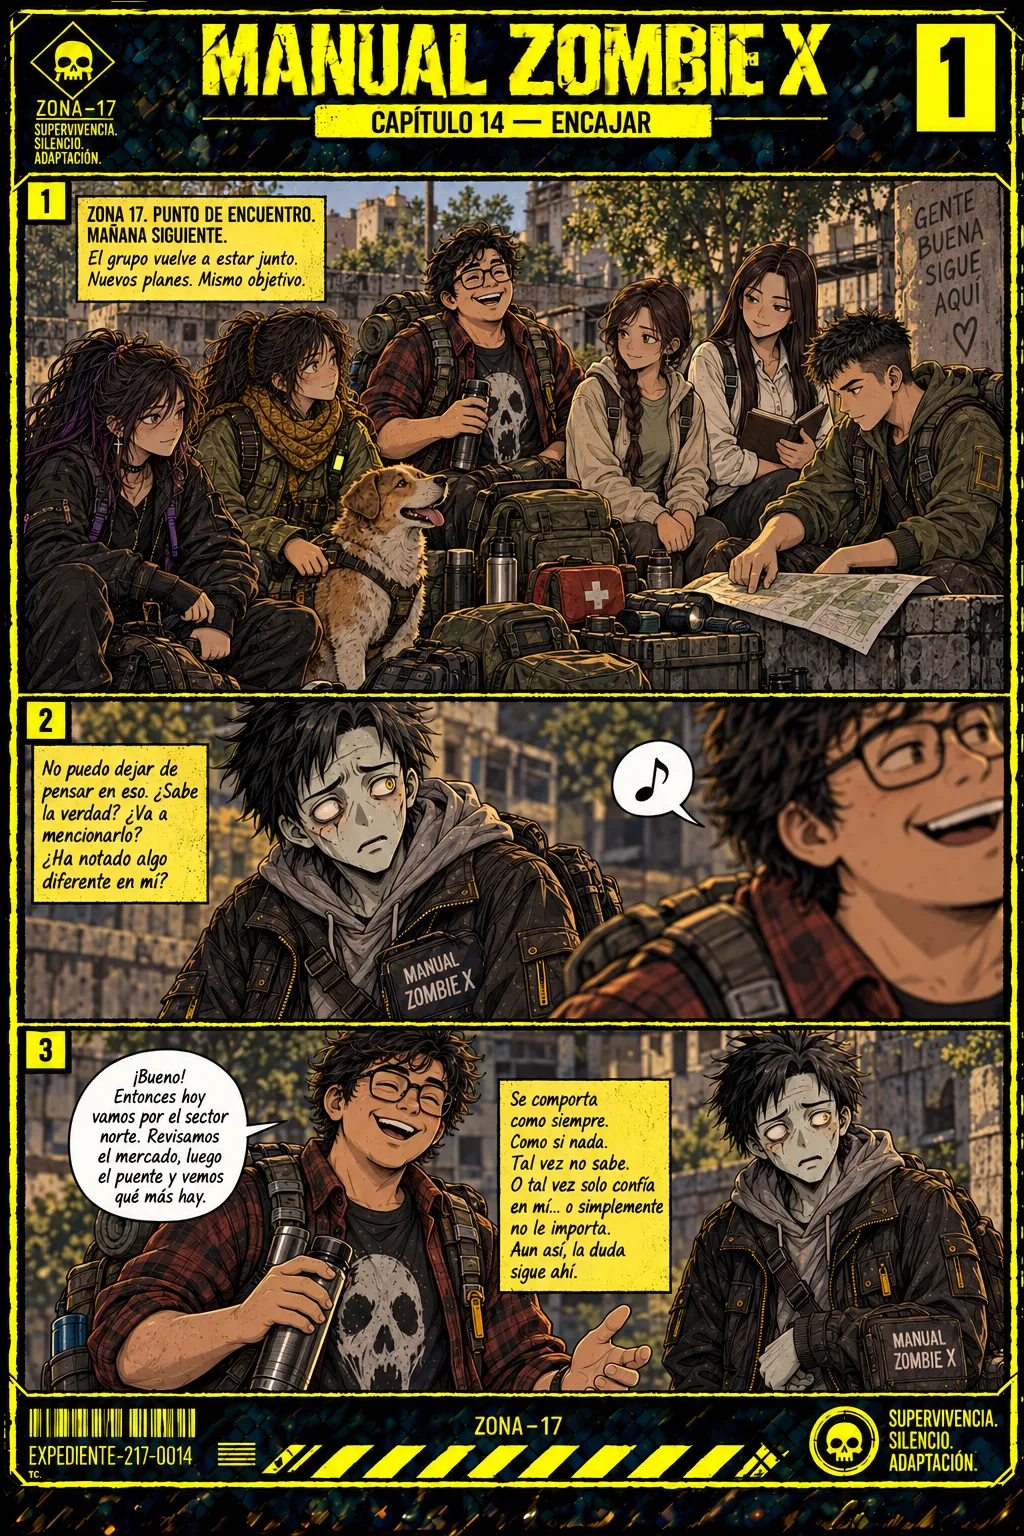 ZONA-17
SUPERVIVENCIA.
SILENCIO.
ADAPTACIÓN.
MANUAL ZOMBIE X
CAPÍTULO 14 — ENCAJAR
1
1
ZONA 17. PUNTO DE ENCUENTRO.
MAÑANA SIGUIENTE.
El grupo vuelve a estar junto.
Nuevos planes. Mismo objetivo.
GENTE
BUENA
SIGUE
AQUÍ
2
No puedo dejar de
pensar en eso. ¿Sabe
la verdad? ¿Va a
mencionarlo?
¿Ha notado algo
diferente en mí?
MANUAL
ZOMBIE X
3
¡Bueno!
Entonces hoy
vamos por el sector
norte. Revisamos
el mercado, luego
el puente y vemos
qué más hay.
Se comporta
como siempre.
Como si nada.
Tal vez no sabe.
O tal vez solo confía
en mí... o simplemente
no le importa.
Aun así, la duda
sigue ahí.
MANUAL
ZOMBIE X
EXPEDIENTE-217-0014
TC.
ZONA-17
SUPERVIVENCIA.
SILENCIO.
ADAPTACIÓN.